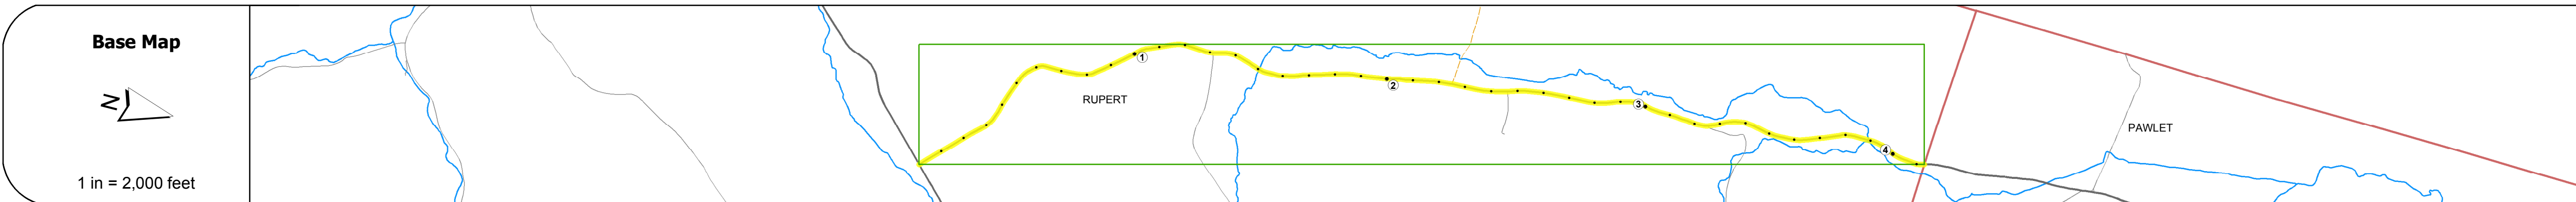 Base Map
N
1 in = 2,000 feet
RUPERT
1
2
3
4
PAWLET